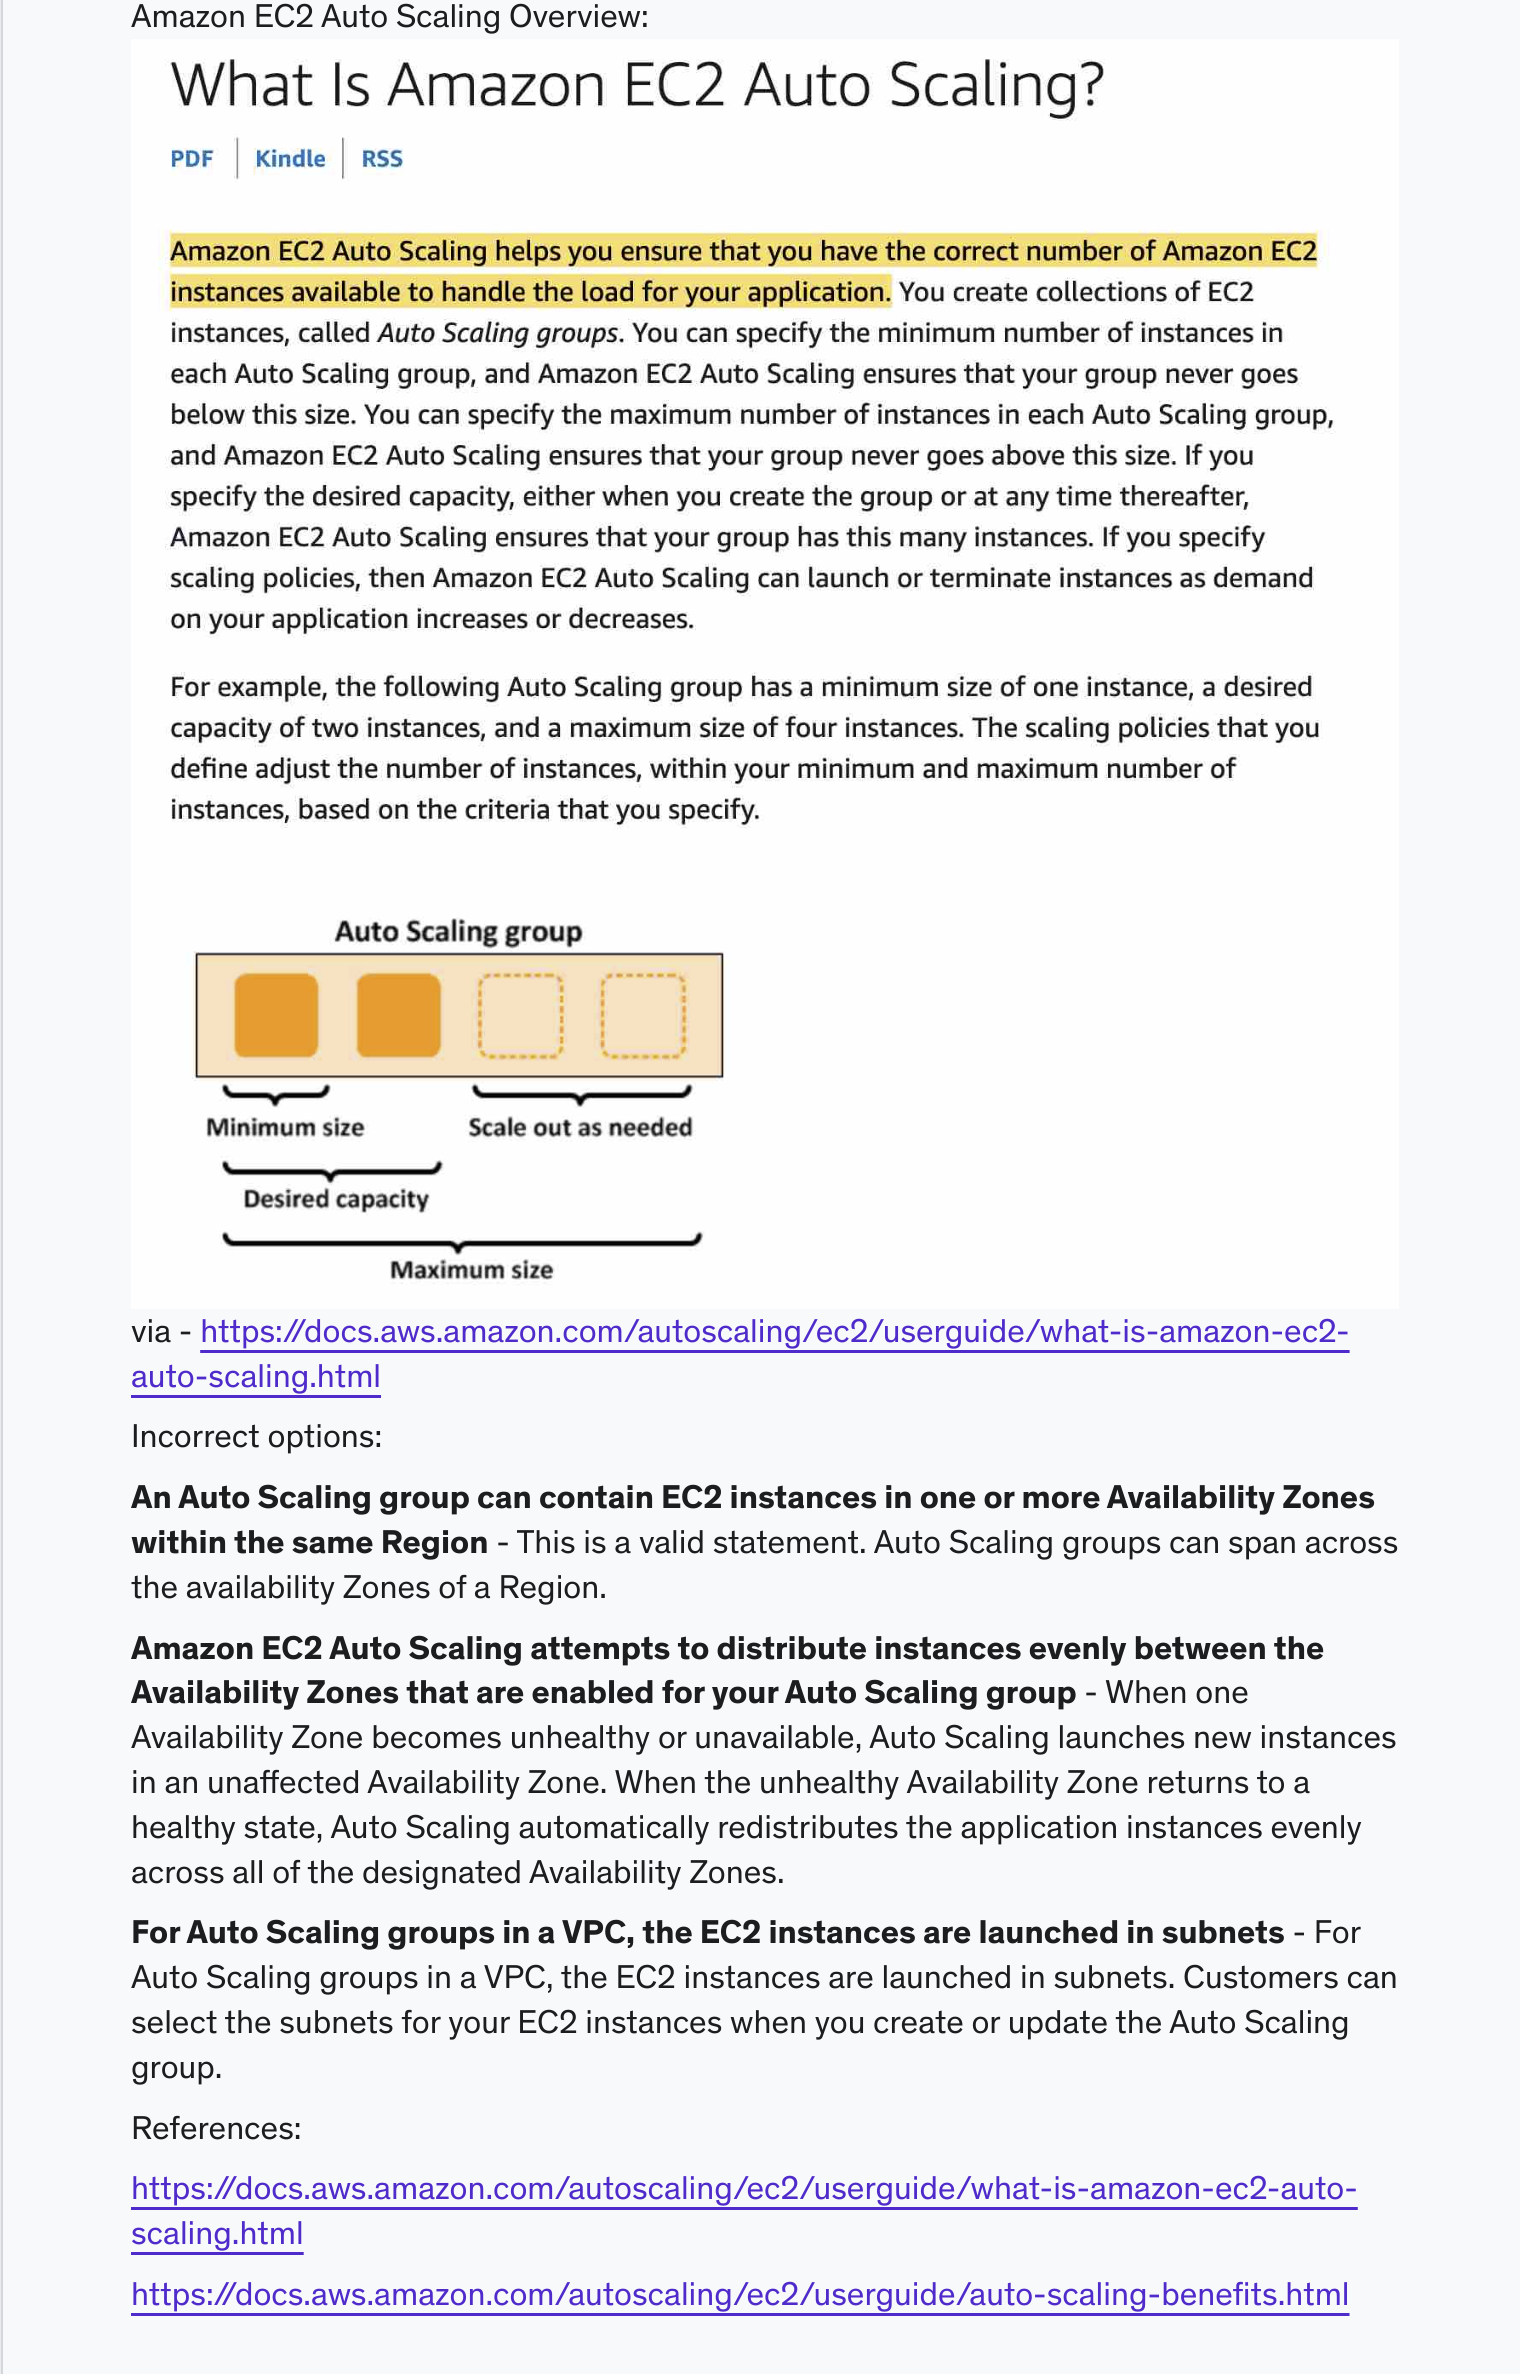 Amazon EC2 Auto Scaling Overview:
What Is Amazon EC2 Auto Scaling?
PDF | Kindle | RSS
Amazon EC2 Auto Scaling helps you ensure that you have the correct number of Amazon EC2
instances available to handle the load for your application. You create collections of EC2
instances, called Auto Scaling groups. You can specify the minimum number of instances in
each Auto Scaling group, and Amazon EC2 Auto Scaling ensures that your group never goes
below this size. You can specify the maximum number of instances in each Auto Scaling group,
and Amazon EC2 Auto Scaling ensures that your group never goes above this size. If you
specify the desired capacity, either when you create the group or at any time thereafter,
Amazon EC2 Auto Scaling ensures that your group has this many instances. If you specify
scaling policies, then Amazon EC2 Auto Scaling can launch or terminate instances as demand
on your application increases or decreases.
For example, the following Auto Scaling group has a minimum size of one instance, a desired
capacity of two instances, and a maximum size of four instances. The scaling policies that you
define adjust the number of instances, within your minimum and maximum number of
instances, based on the criteria that you specify.
Auto Scaling group
Minimum size
Scale out as needed
Desired capacity
Maximum size
via - https://docs.aws.amazon.com/autoscaling/ec2/userguide/what-is-amazon-ec2-
auto-scaling.html
Incorrect options:
An Auto Scaling group can contain EC2 instances in one or more Availability Zones
within the same Region - This is a valid statement. Auto Scaling groups can span across
the availability Zones of a Region.
Amazon EC2 Auto Scaling attempts to distribute instances evenly between the
Availability Zones that are enabled for your Auto Scaling group - When one
Availability Zone becomes unhealthy or unavailable, Auto Scaling launches new instances
in an unaffected Availability Zone. When the unhealthy Availability Zone returns to a
healthy state, Auto Scaling automatically redistributes the application instances evenly
across all of the designated Availability Zones.
For Auto Scaling groups in a VPC, the EC2 instances are launched in subnets - For
Auto Scaling groups in a VPC, the EC2 instances are launched in subnets. Customers can
select the subnets for your EC2 instances when you create or update the Auto Scaling
group.
References:
https://docs.aws.amazon.com/autoscaling/ec2/userguide/what-is-amazon-ec2-auto-
scaling.html
https://docs.aws.amazon.com/autoscaling/ec2/userguide/auto-scaling-benefits.html